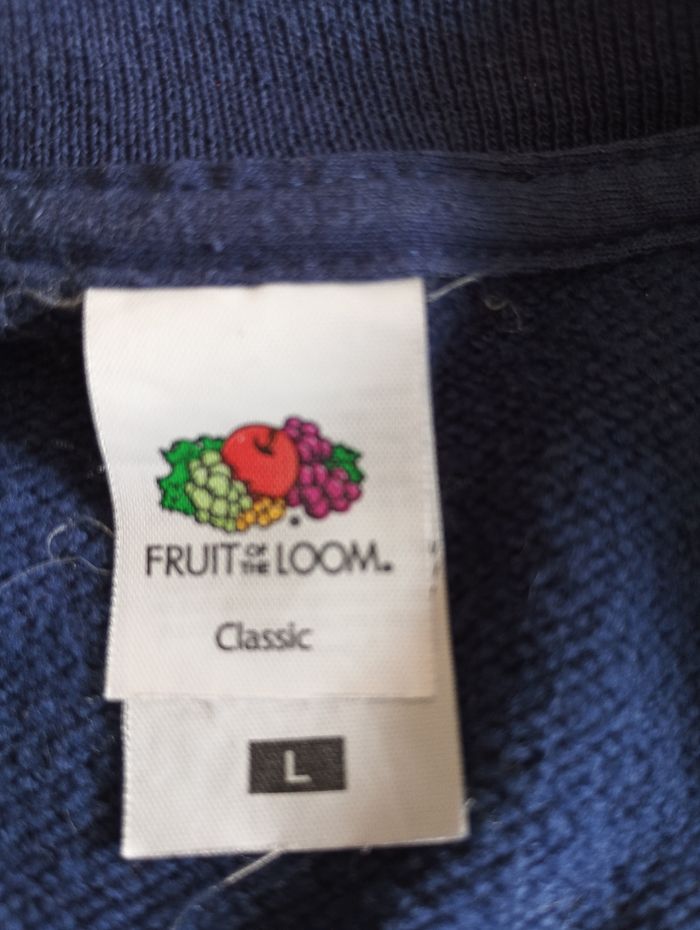 FRUIT OF THE LOOM.
Classic
L